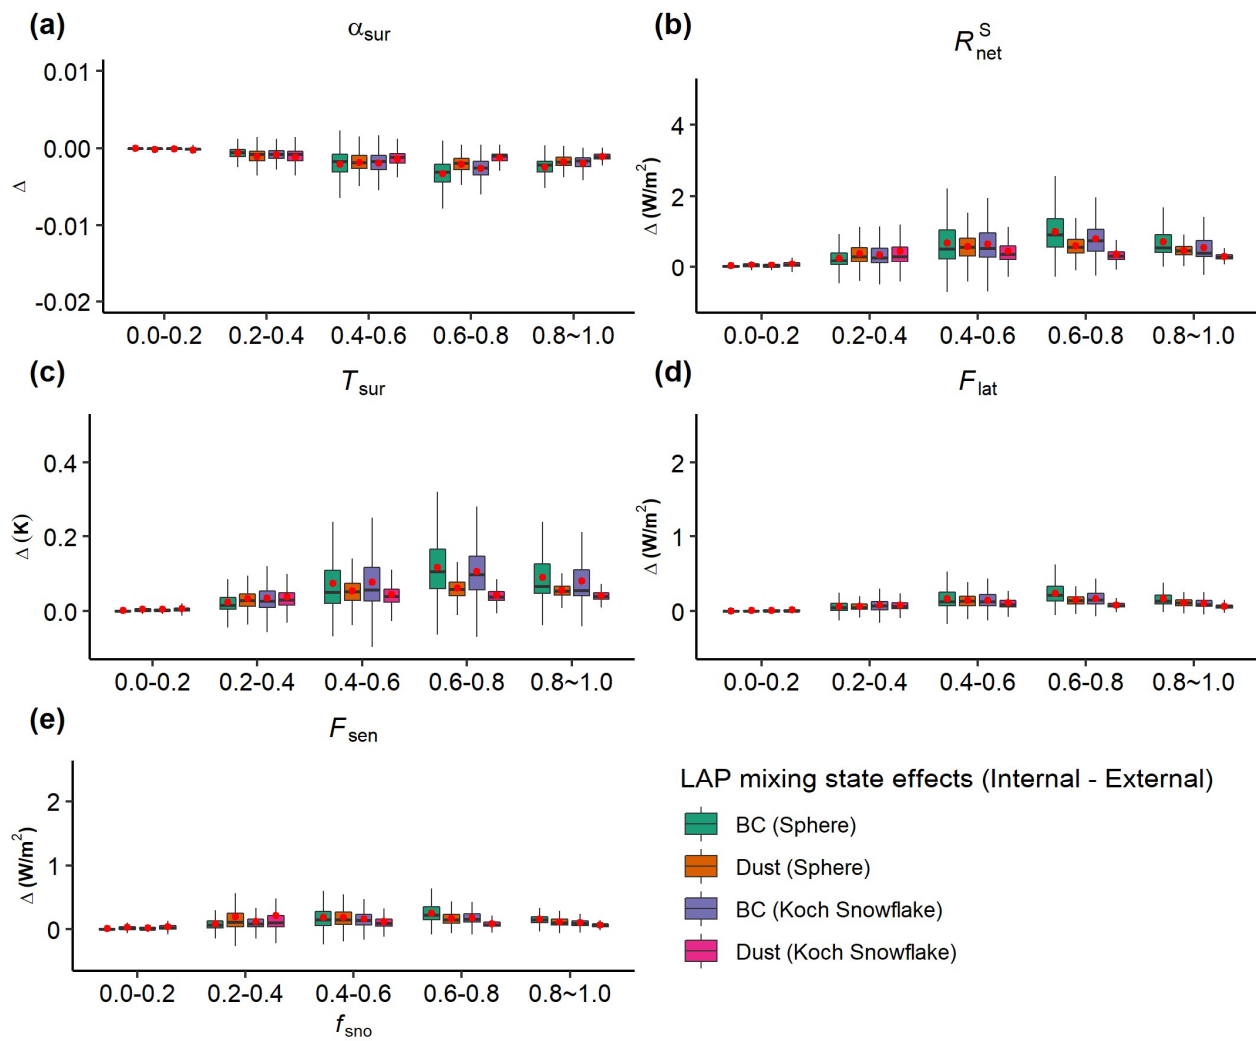 (a)
α_sur
0.01
0.00
-0.01
-0.02
Δ
0.0-0.2 0.2-0.4 0.4-0.6 0.6-0.8 0.8~1.0
(b)
R^S_net
4
2
0
Δ (W/m²)
0.0-0.2 0.2-0.4 0.4-0.6 0.6-0.8 0.8~1.0
(c)
T_sur
0.4
0.2
0.0
Δ (K)
0.0-0.2 0.2-0.4 0.4-0.6 0.6-0.8 0.8~1.0
(d)
F_lat
2
1
0
Δ (W/m²)
0.0-0.2 0.2-0.4 0.4-0.6 0.6-0.8 0.8~1.0
(e)
F_sen
2
1
0
Δ (W/m²)
0.0-0.2 0.2-0.4 0.4-0.6 0.6-0.8 0.8~1.0
f_sno
LAP mixing state effects (Internal - External)
BC (Sphere)
Dust (Sphere)
BC (Koch Snowflake)
Dust (Koch Snowflake)